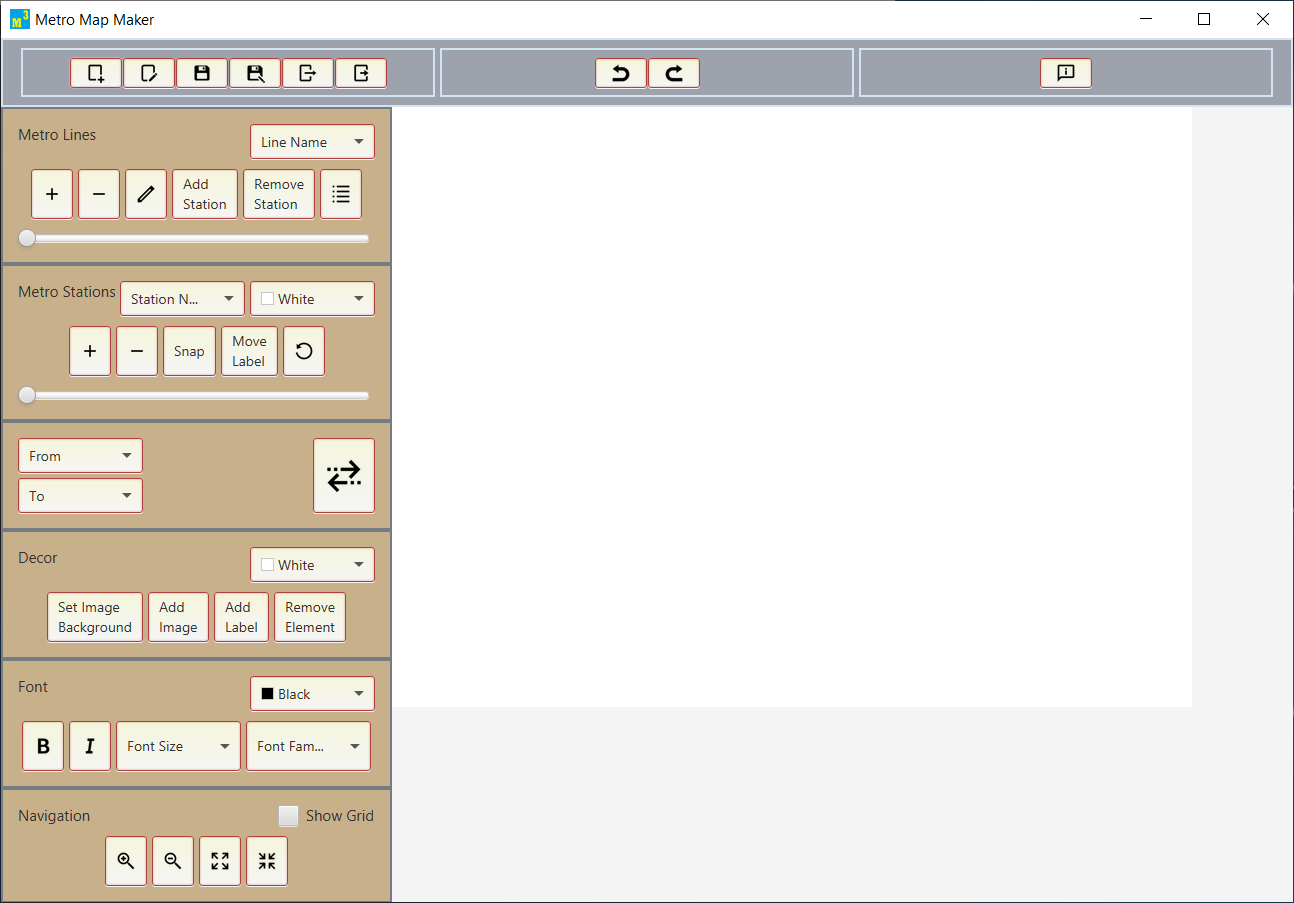 M3 Metro Map Maker
Metro Lines
Line Name
Add
Station
Remove
Station
Metro Stations
Station N...
White
Snap
Move
Label
From
To
Decor
White
Set Image
Background
Add
Image
Add
Label
Remove
Element
Font
Black
B
I
Font Size
Font Fam...
Navigation
Show Grid